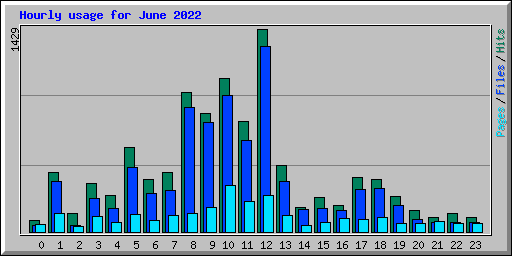 Hourly usage for June 2022
1429
Pages/Files/Hits
0 1 2 3 4 5 6 7 8 9 10 11 12 13 14 15 16 17 18 19 20 21 22 23